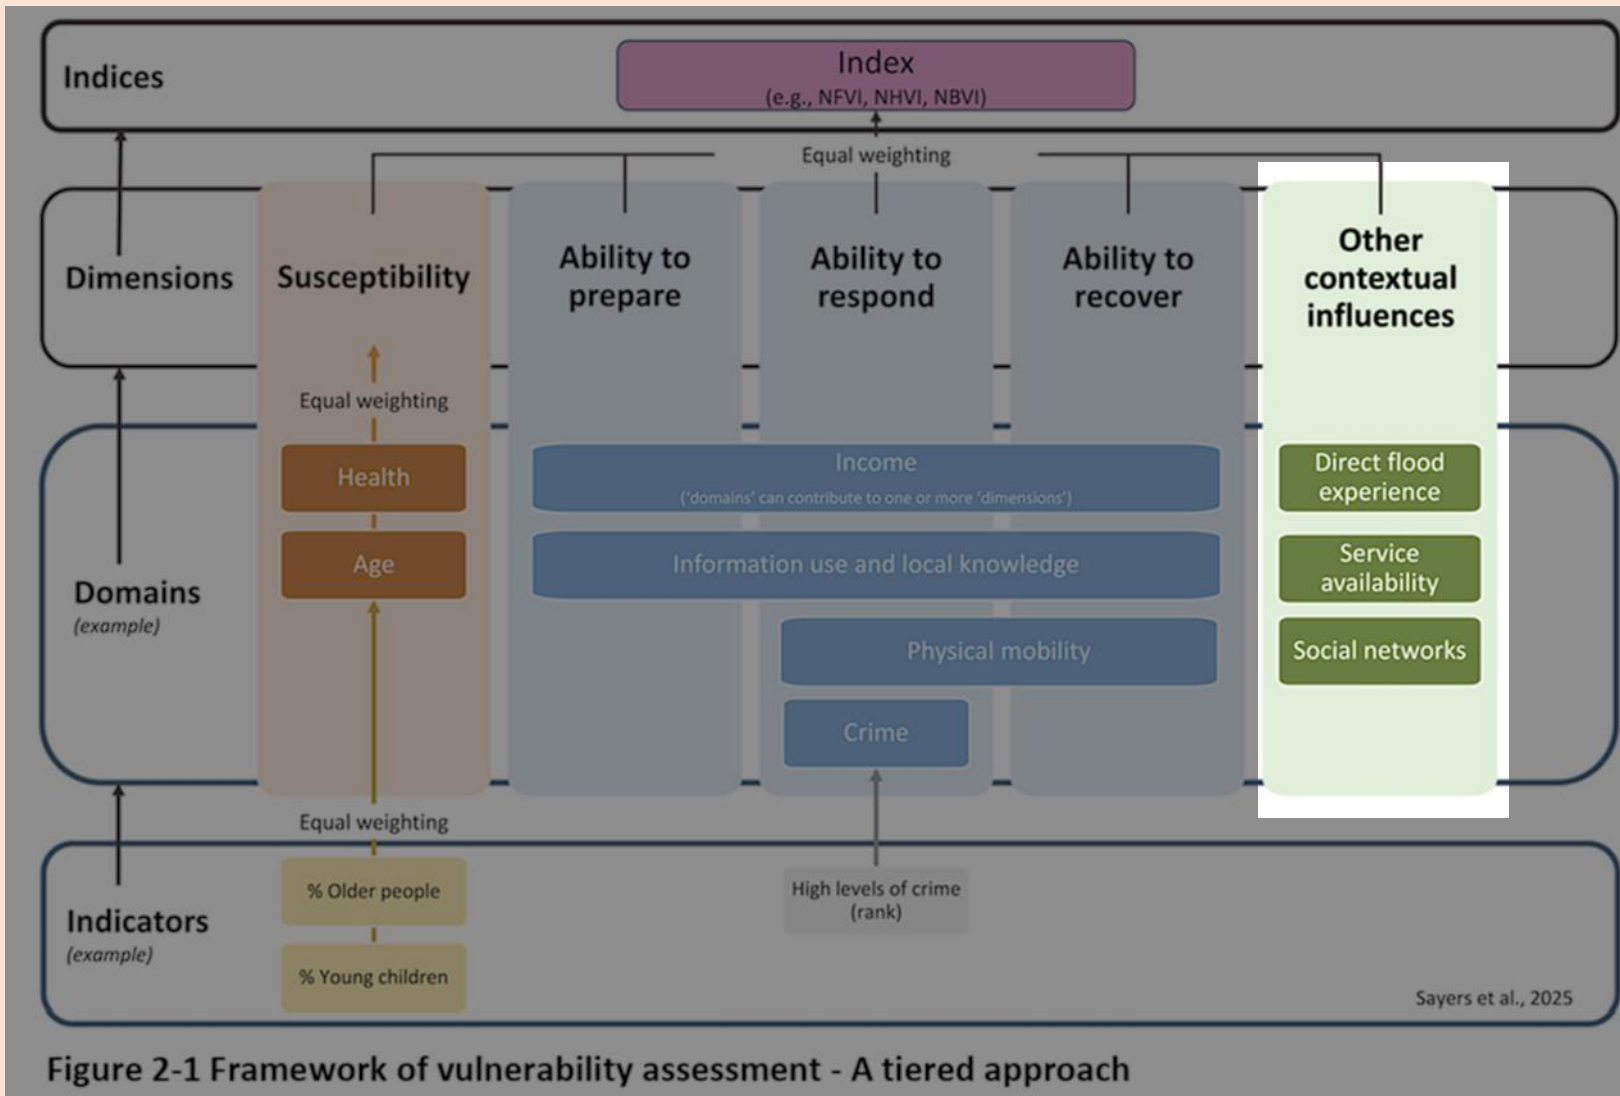 Indices
Index
(e.g., NFVI, NHVI, NBVI)
Equal weighting
Dimensions
Susceptibility
Ability to
prepare
Ability to
respond
Ability to
recover
Other
contextual
influences
Equal weighting
Domains
(example)
Health
Age
Income
('domains' can contribute to one or more 'dimensions')
Information use and local knowledge
Physical mobility
Crime
Direct flood
experience
Service
availability
Social networks
Equal weighting
Indicators
(example)
% Older people
% Young children
High levels of crime
(rank)
Sayers et al., 2025
Figure 2-1 Framework of vulnerability assessment - A tiered approach